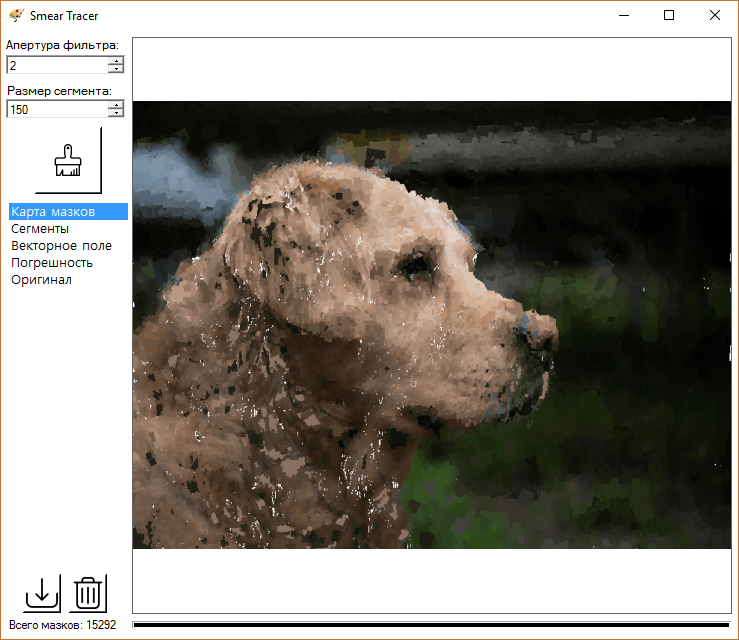 Smear Tracer
Апертура фильтра:
2
Размер сегмента:
150
Карта мазков
Сегменты
Векторное поле
Погрешность
Оригинал
Всего мазков: 15292